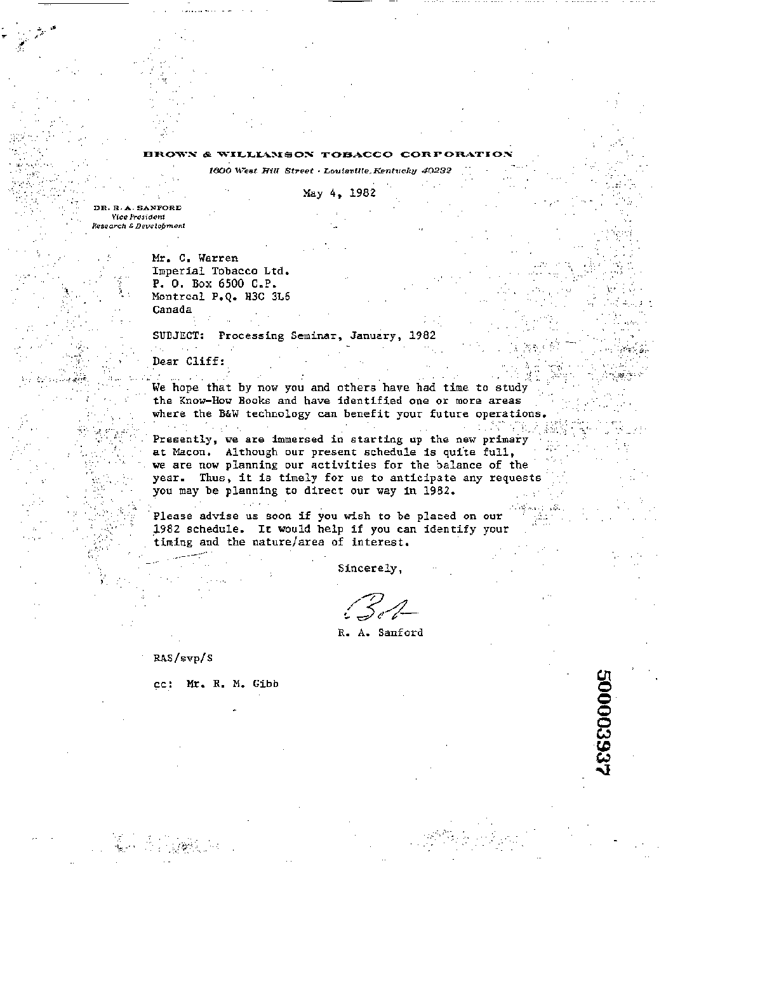 BROWN & WILLIAMSON TOBACCO CORPORATION
1600 West Hill Street · Louisville, Kentucky 40232
May 4, 1982
DR. R. A. SANFORD
Vice President
Research & Development
Mr. C. Warren
Imperial Tobacco Ltd.
P. O. Box 6500 C.P.
Montreal P.Q. H3C 3L6
Canada
SUBJECT: Processing Seminar, January, 1982
Dear Cliff:
We hope that by now you and others have had time to study
the Know-How Books and have identified one or more areas
where the B&W technology can benefit your future operations.
Presently, we are immersed in starting up the new primary
at Macon. Although our present schedule is quite full,
we are now planning our activities for the balance of the
year. Thus, it is timely for us to anticipate any requests
you may be planning to direct our way in 1982.
Please advise us soon if you wish to be placed on our
1982 schedule. It would help if you can identify your
timing and the nature/area of interest.
Sincerely,
Bob
R. A. Sanford
RAS/svp/S
cc: Mr. R. M. Gibb
500003937